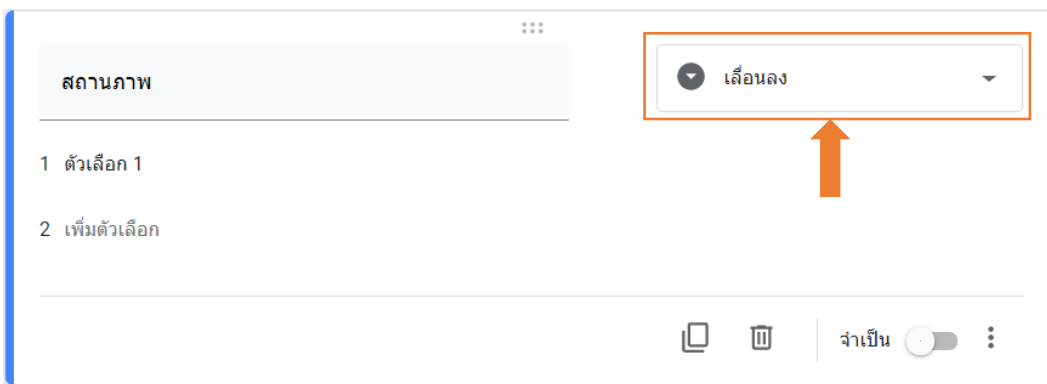 สถานภาพ
เลื่อนลง
1 ตัวเลือก 1
2 เพิ่มตัวเลือก
จำเป็น